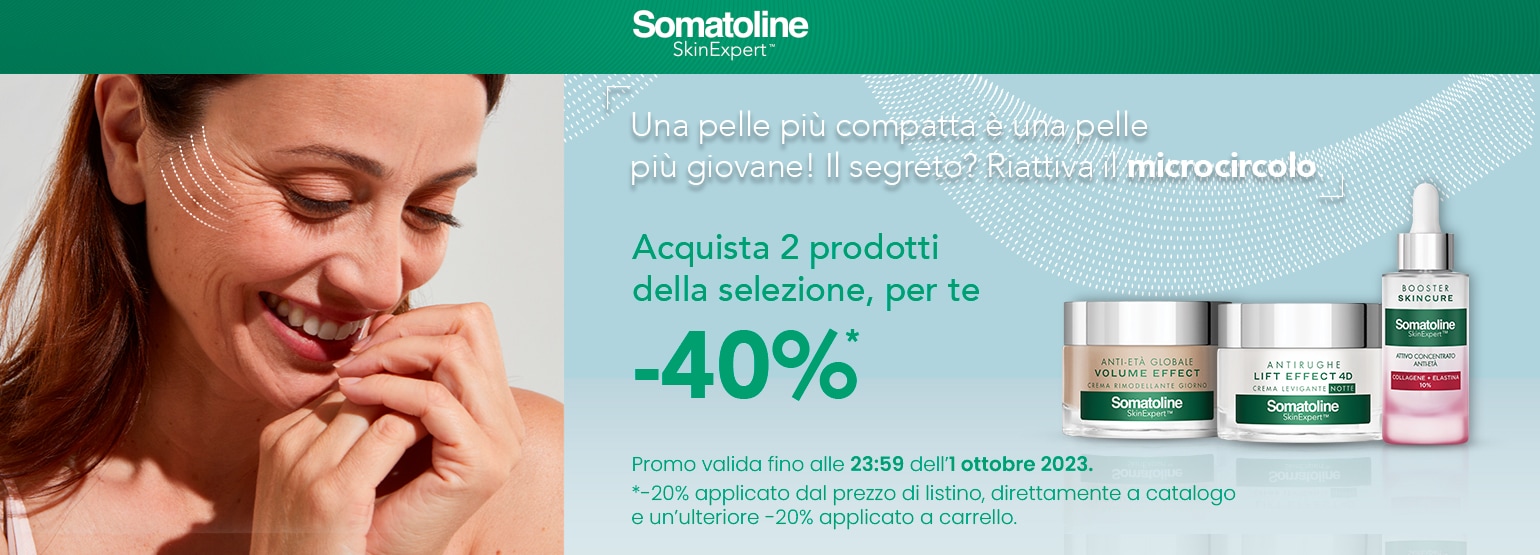 Somatoline
SkinExpert™
Una pelle più compatta è una pelle
più giovane! Il segreto? Riattiva il microcircolo
Acquista 2 prodotti
della selezione, per te
-40%*
Promo valida fino alle 23:59 dell'1 ottobre 2023.
*-20% applicato dal prezzo di listino, direttamente a catalogo
e un'ulteriore -20% applicato a carrello.
ANTI-ETÀ GLOBALE
VOLUME EFFECT
CREMA RIMODELLANTE GIORNO
Somatoline
SkinExpert™
ANTIRUGHE
LIFT EFFECT 4D
CREMA LEVIGANTE NOTTE
Somatoline
SkinExpert™
BOOSTER
SKINCURE
Somatoline
SkinExpert™
ATTIVO CONCENTRATO
ANTI-ETÀ
COLLAGENE + ELASTINA
10%